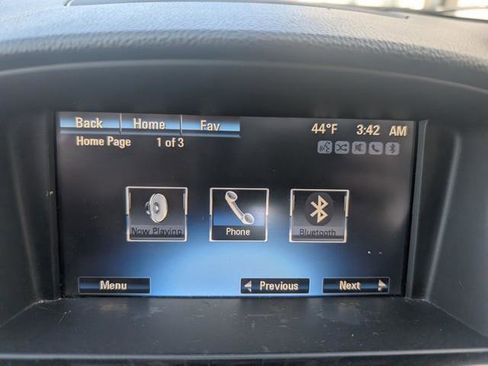 Back Home Fav. 44°F 3:42 AM
Home Page 1 of 3
Now Playing Phone Bluetooth
Menu Previous Next